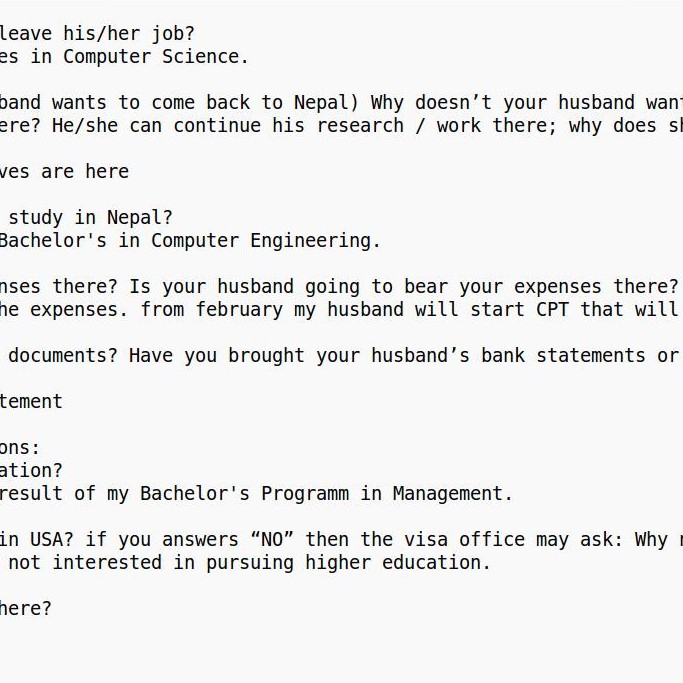 leave his/her job?
es in Computer Science.
band wants to come back to Nepal) Why doesn’t your husband want
ere? He/she can continue his research / work there; why does sh
ves are here
study in Nepal?
Bachelor's in Computer Engineering.
nses there? Is your husband going to bear your expenses there?
he expenses. from february my husband will start CPT that will
documents? Have you brought your husband’s bank statements or
tement
ons:
ation?
result of my Bachelor's Programm in Management.
in USA? if you answers “NO” then the visa office may ask: Why
not interested in pursuing higher education.
here?